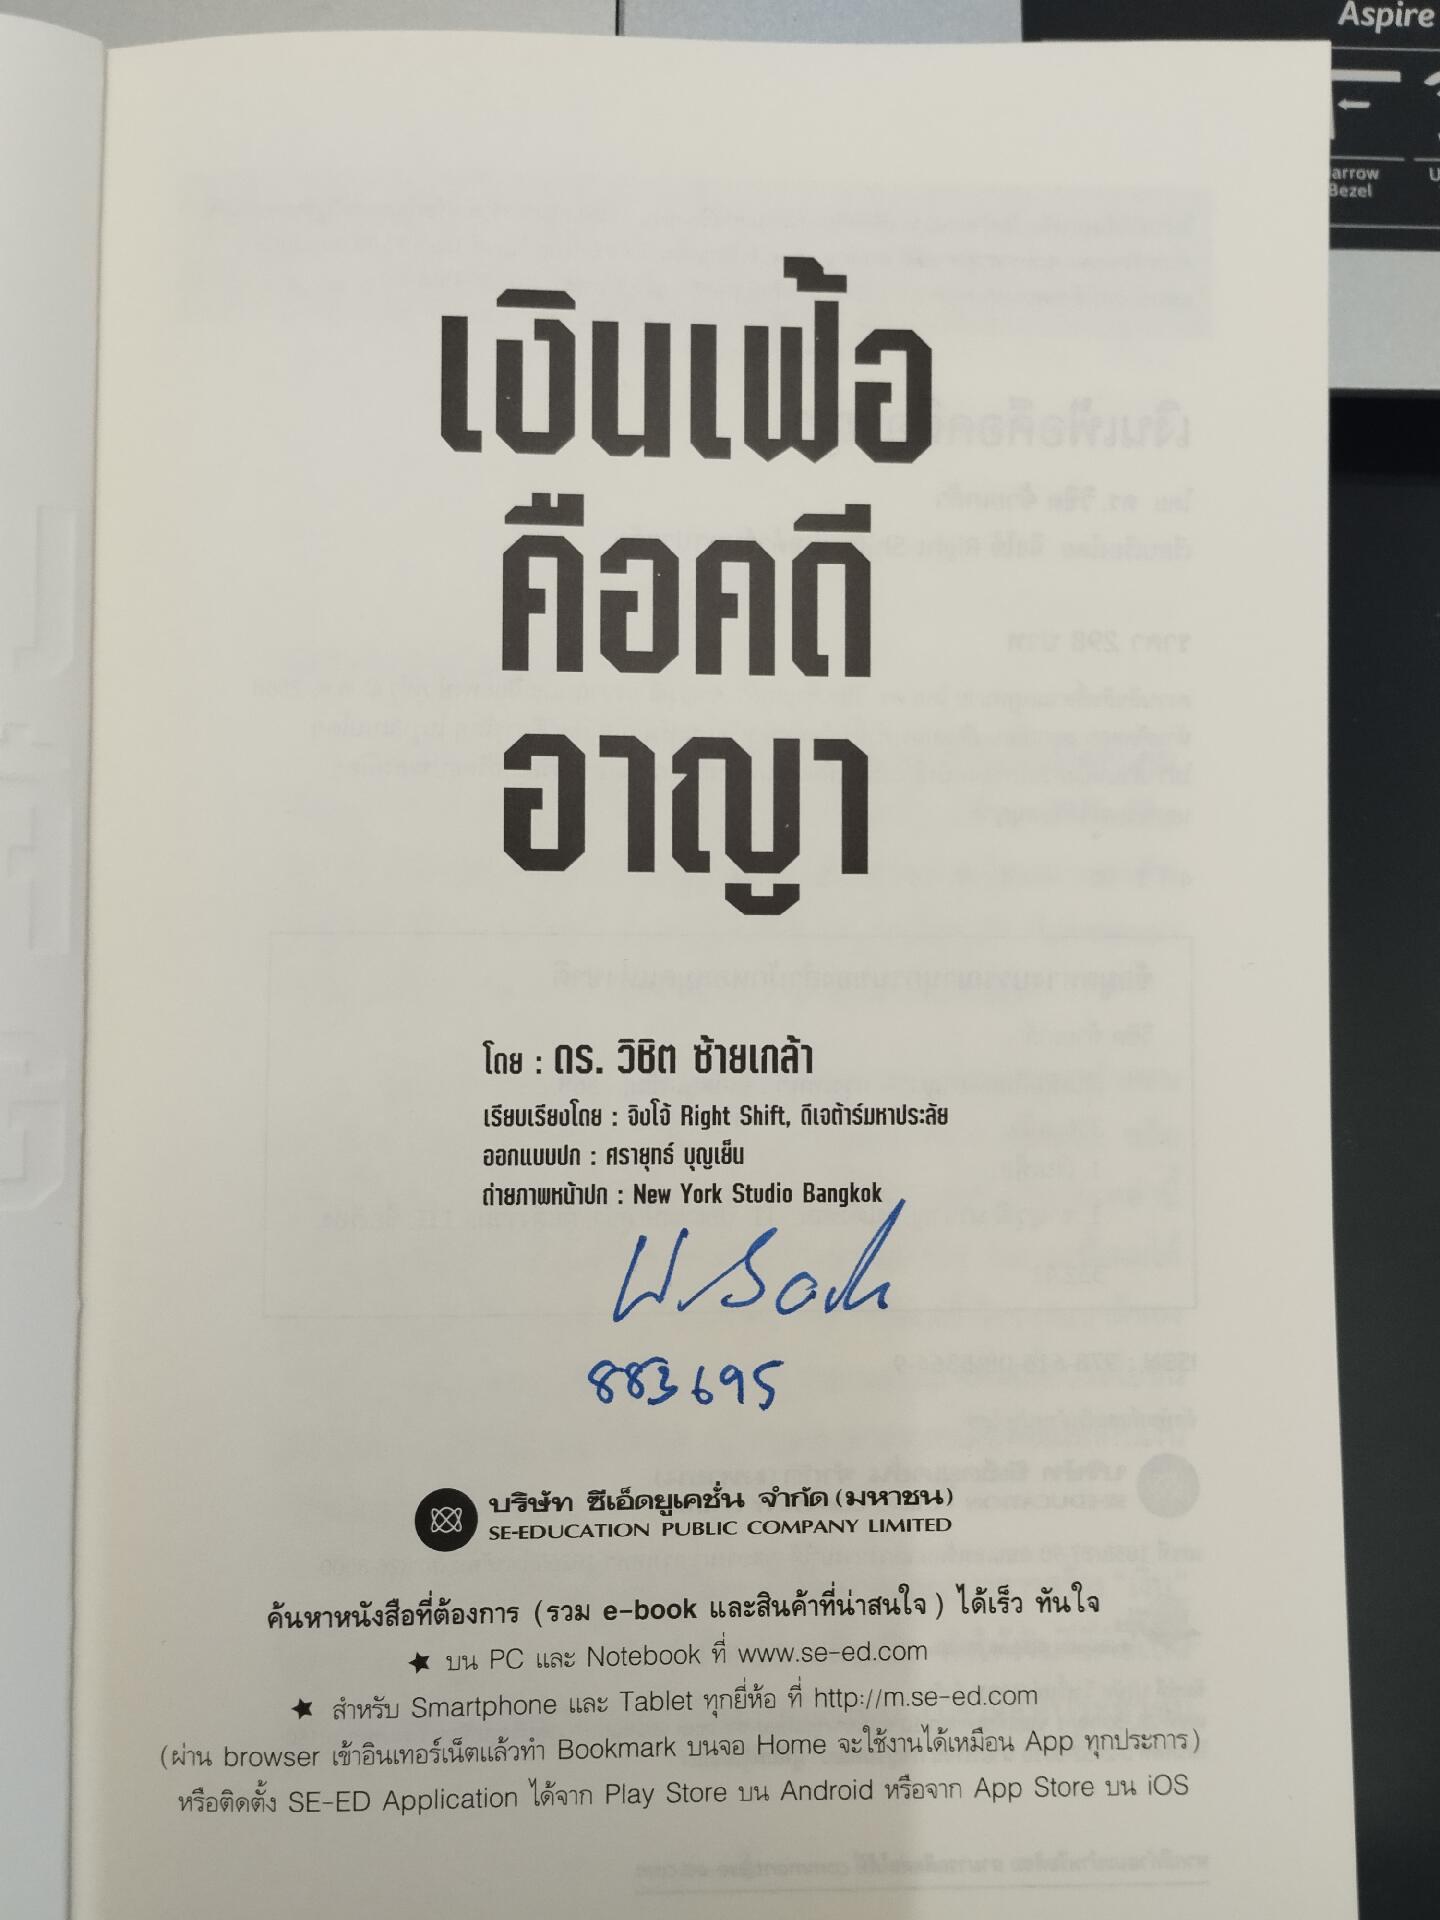 Aspire
Narrow
Bezel
เงินเฟ้อ
คือคดี
อาญา
โดย : ดร. วิชิต ซ้ายเกล้า
เรียบเรียงโดย : จิงโจ้ Right Shift, ดีเจต้าร์มหาประลัย
ออกแบบปก : ศรายุทธ์ บุญเย็น
ถ่ายภาพหน้าปก : New York Studio Bangkok
883695
บริษัท ซีเอ็ดยูเคชั่น จำกัด (มหาชน)
SE-EDUCATION PUBLIC COMPANY LIMITED
ค้นหาหนังสือที่ต้องการ (รวม e-book และสินค้าที่น่าสนใจ) ได้เร็ว ทันใจ
★ บน PC และ Notebook ที่ www.se-ed.com
★ สำหรับ Smartphone และ Tablet ทุกยี่ห้อ ที่ http://m.se-ed.com
(ผ่าน browser เข้าอินเทอร์เน็ตแล้วทำ Bookmark บนจอ Home จะใช้งานได้เหมือน App ทุกประการ)
หรือติดตั้ง SE-ED Application ได้จาก Play Store บน Android หรือจาก App Store บน iOS